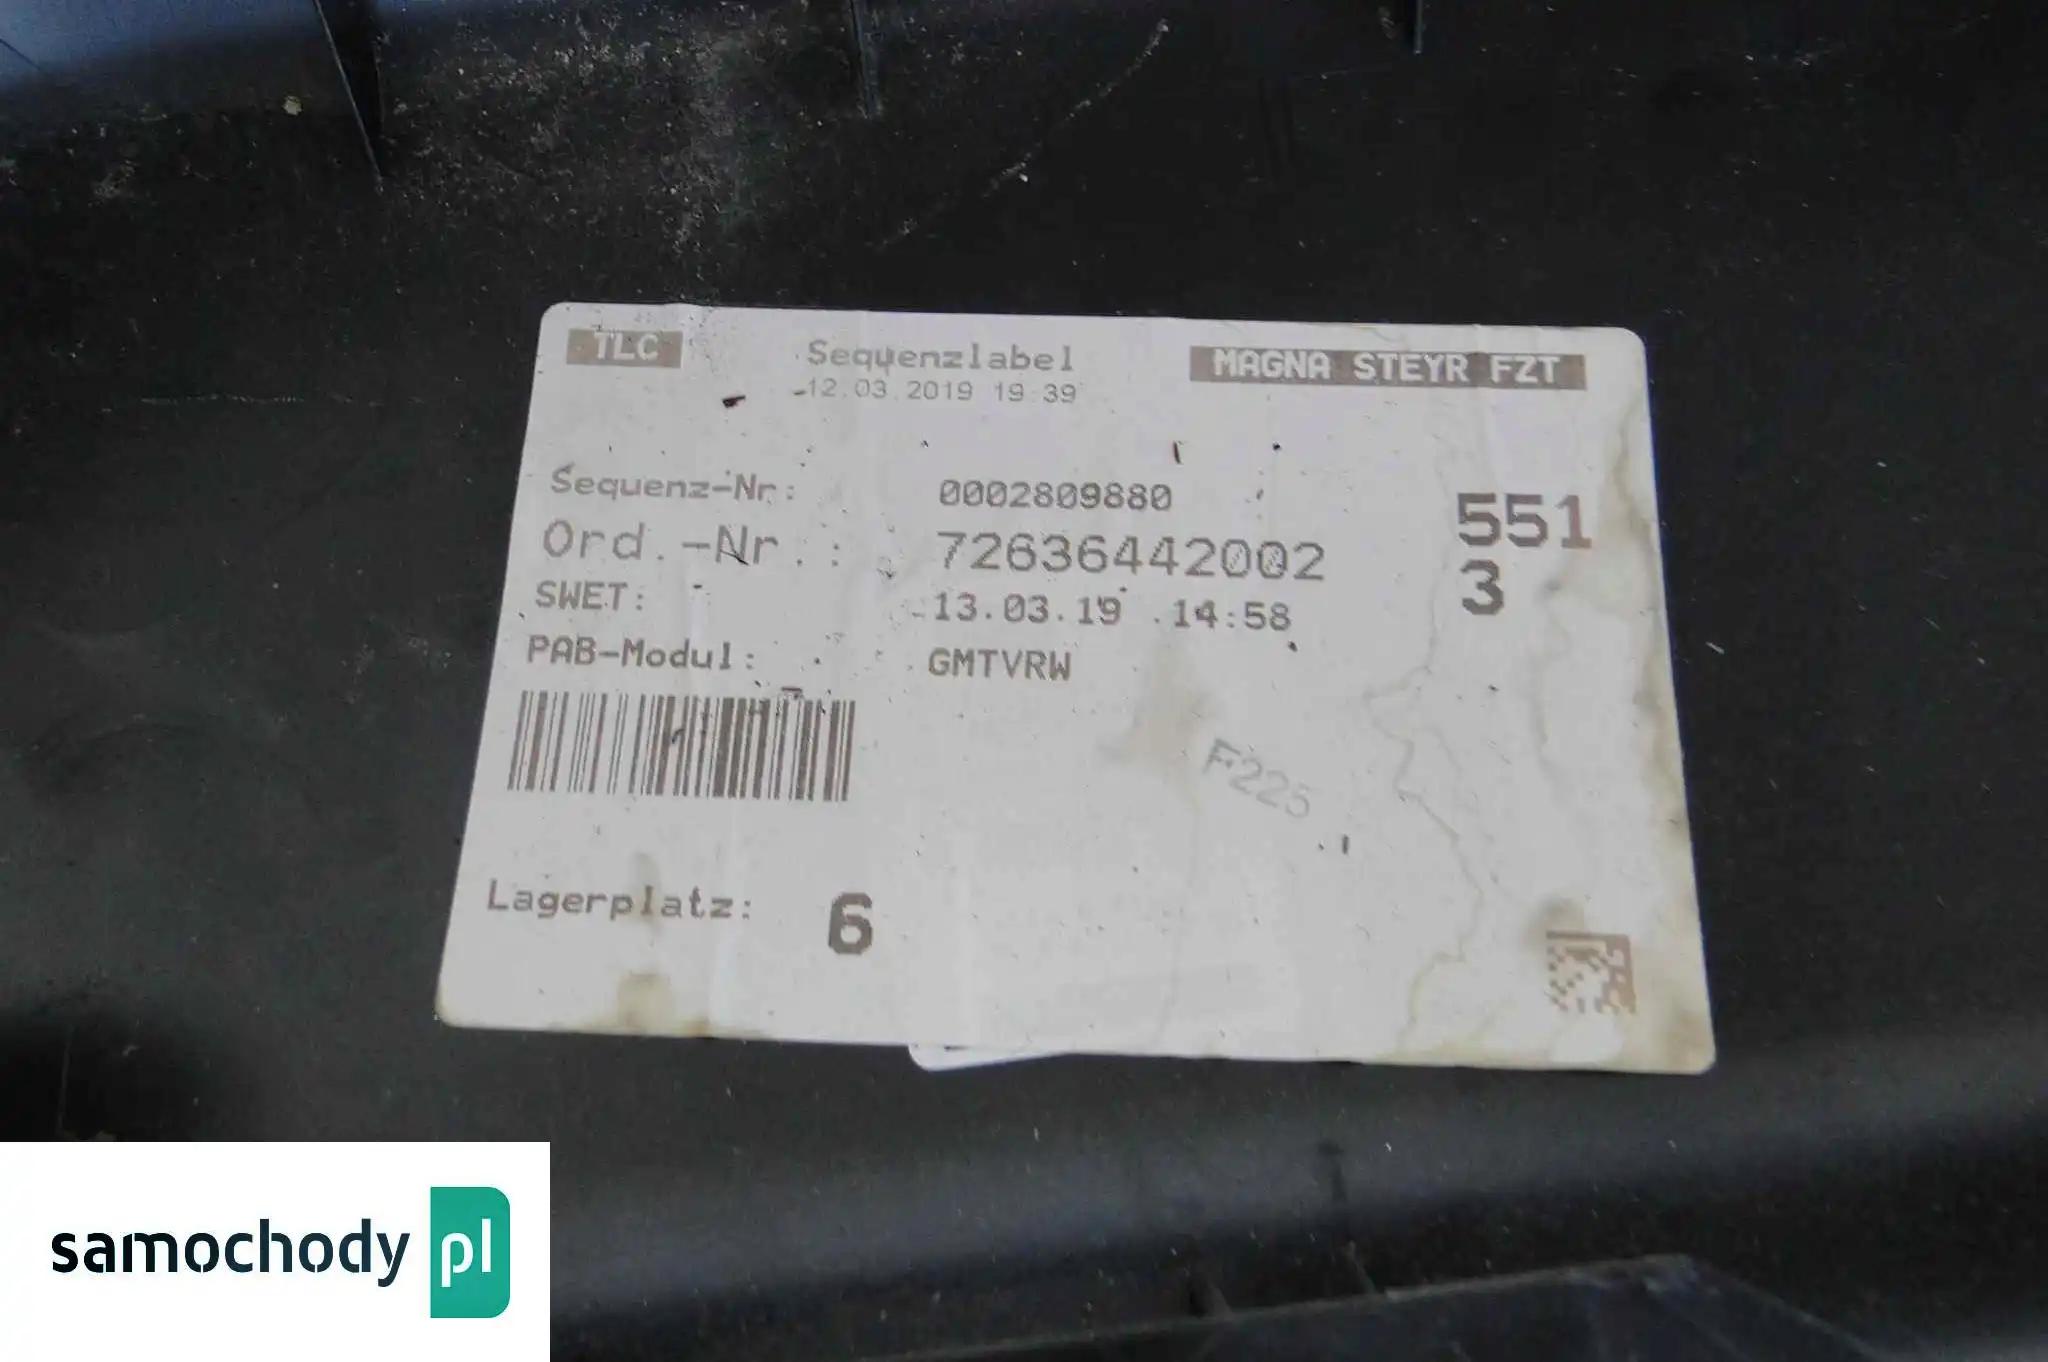 TLC Sequenzlabel MAGNA STEYR FZT
12.03.2019 19:39
Sequenz-Nr: 0002809880 551
Ord.-Nr.: 72636442002 3
SWET: 13.03.19 14:58
PAB-Modul: GMTVRW
F225
Lagerplatz: 6
samochody pl